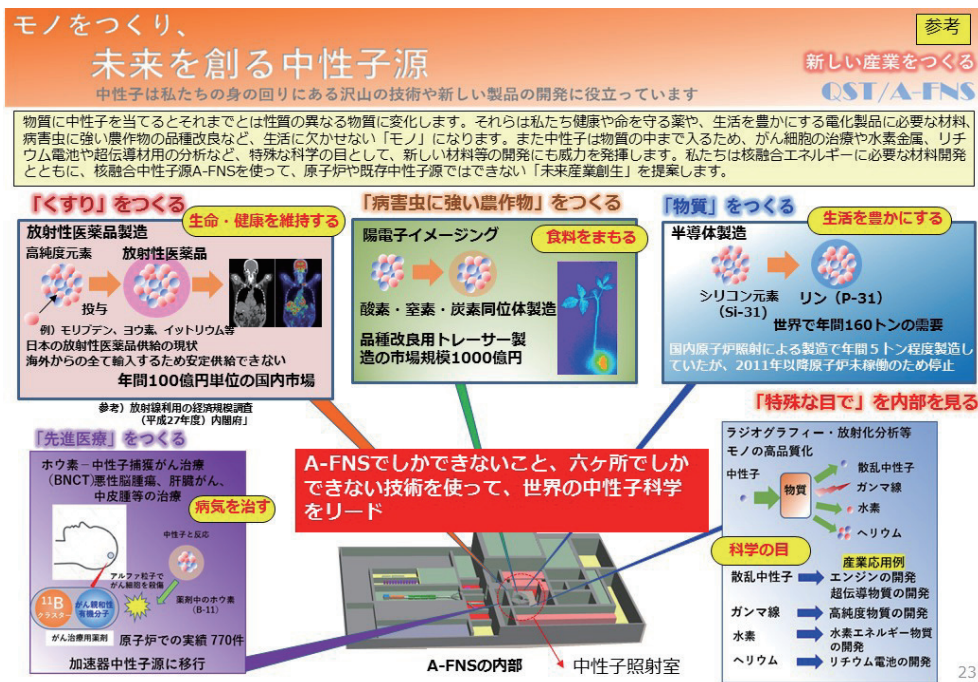 モノをつくり、
未来を創る中性子源
中性子は私たちの身の回りにある沢山の技術や新しい製品の開発に役立っています
参考
新しい産業をつくる
QST/A-FNS
物質に中性子を当てるとそれまでとは性質の異なる物質に変化します。それらは私たち健康や命を守る薬や、生活を豊かにする電化製品に必要な材料、
病害虫に強い農作物の品種改良など、生活に欠かせない「モノ」になります。また中性子は物質の中まで入るため、がん細胞の治療や水素金属、リチ
ウム電池や超伝導材用の分析など、特殊な科学の目として、新しい材料等の開発にも威力を発揮します。私たちは核融合エネルギーに必要な材料開発
とともに、核融合中性子源A-FNSを使って、原子炉や既存中性子源ではできない「未来産業創生」を提案します。
「くすり」をつくる
生命・健康を維持する
放射性医薬品製造
高純度元素
放射性医薬品
投与
例）モリブデン、ヨウ素、イットリウム等
日本の放射性医薬品供給の現状
海外からの全て輸入するため安定供給できない
年間100億円単位の国内市場
参考）放射線利用の経済規模調査
（平成27年度）内閣府」
「病害虫に強い農作物」をつくる
食料をまもる
陽電子イメージング
酸素・窒素・炭素同位体製造
品種改良用トレーサー製
造の市場規模1000億円
「物質」をつくる
生活を豊かにする
半導体製造
シリコン元素
（Si-31）
リン（P-31）
世界で年間160トンの需要
国内原子炉照射による製造で年間５トン程度製造し
ていたが、2011年以降原子炉未稼働のため停止
「先進医療」をつくる
ホウ素－中性子捕獲がん治療
（BNCT)悪性脳腫瘍、肝臓がん、
中皮腫等の治療
病気を治す
中性子と反応
アルファ粒子で
がん細胞を殺傷
薬剤中のホウ素
（B-11）
11B
クラスター
がん親和性
有機分子
がん治療用薬剤
原子炉での実績 770件
加速器中性子源に移行
A-FNSでしかできないこと、六ヶ所でしか
できない技術を使って、世界の中性子科学
をリード
A-FNSの内部
中性子照射室
「特殊な目で」を内部を見る
ラジオグラフィー・放射化分析等
モノの高品質化
中性子
物質
散乱中性子
ガンマ線
水素
ヘリウム
科学の目
産業応用例
散乱中性子
エンジンの開発
超伝導物質の開発
ガンマ線
高純度物質の開発
水素
水素エネルギー物質
の開発
ヘリウム
リチウム電池の開発
23